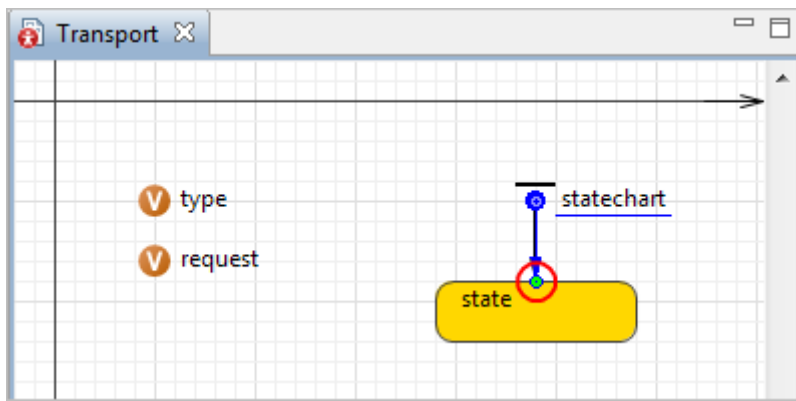 Transport
V type
statechart
V request
state